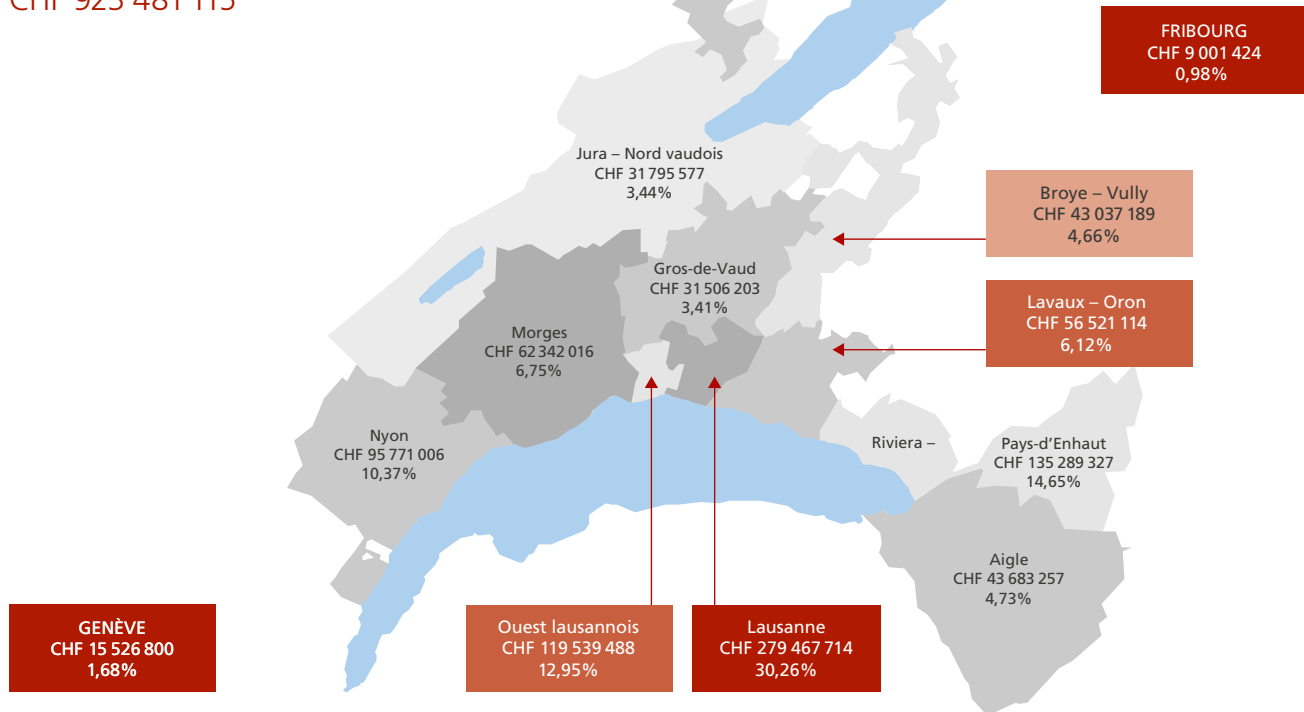 CHF 923 481 115
FRIBOURG
CHF 9 001 424
0,98%
Jura – Nord vaudois
CHF 31 795 577
3,44%
Broye – Vully
CHF 43 037 189
4,66%
Gros-de-Vaud
CHF 31 506 203
3,41%
Lavaux – Oron
CHF 56 521 114
6,12%
Morges
CHF 62 342 016
6,75%
Nyon
CHF 95 771 006
10,37%
Riviera –
Pays-d’Enhaut
CHF 135 289 327
14,65%
Aigle
CHF 43 683 257
4,73%
GENÈVE
CHF 15 526 800
1,68%
Ouest lausannois
CHF 119 539 488
12,95%
Lausanne
CHF 279 467 714
30,26%